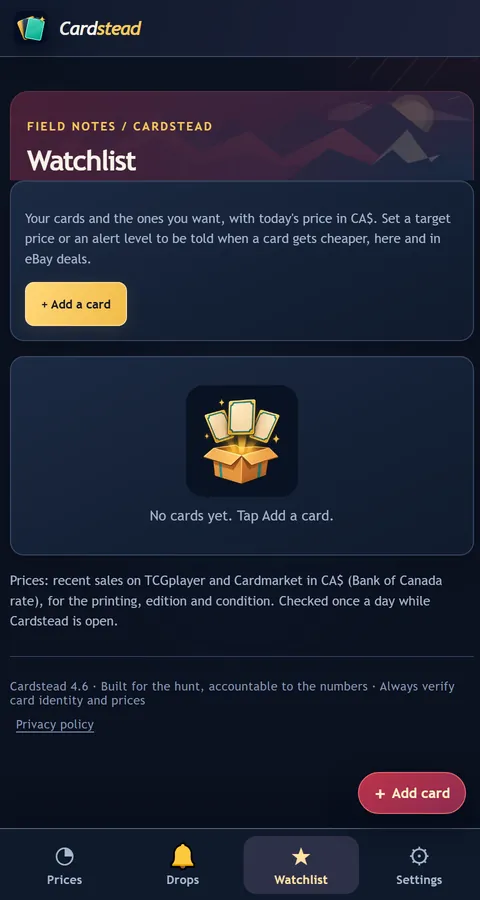 Cardstead
FIELD NOTES / CARDSTEAD
Watchlist
Your cards and the ones you want, with today's price in CA$. Set a target
price or an alert level to be told when a card gets cheaper, here and in
eBay deals.
+ Add a card
No cards yet. Tap Add a card.
Prices: recent sales on TCGplayer and Cardmarket in CA$ (Bank of Canada
rate), for the printing, edition and condition. Checked once a day while
Cardstead is open.
Cardstead 4.6 · Built for the hunt, accountable to the numbers · Always verify
card identity and prices
Privacy policy
+ Add card
Prices
Drops
Watchlist
Settings